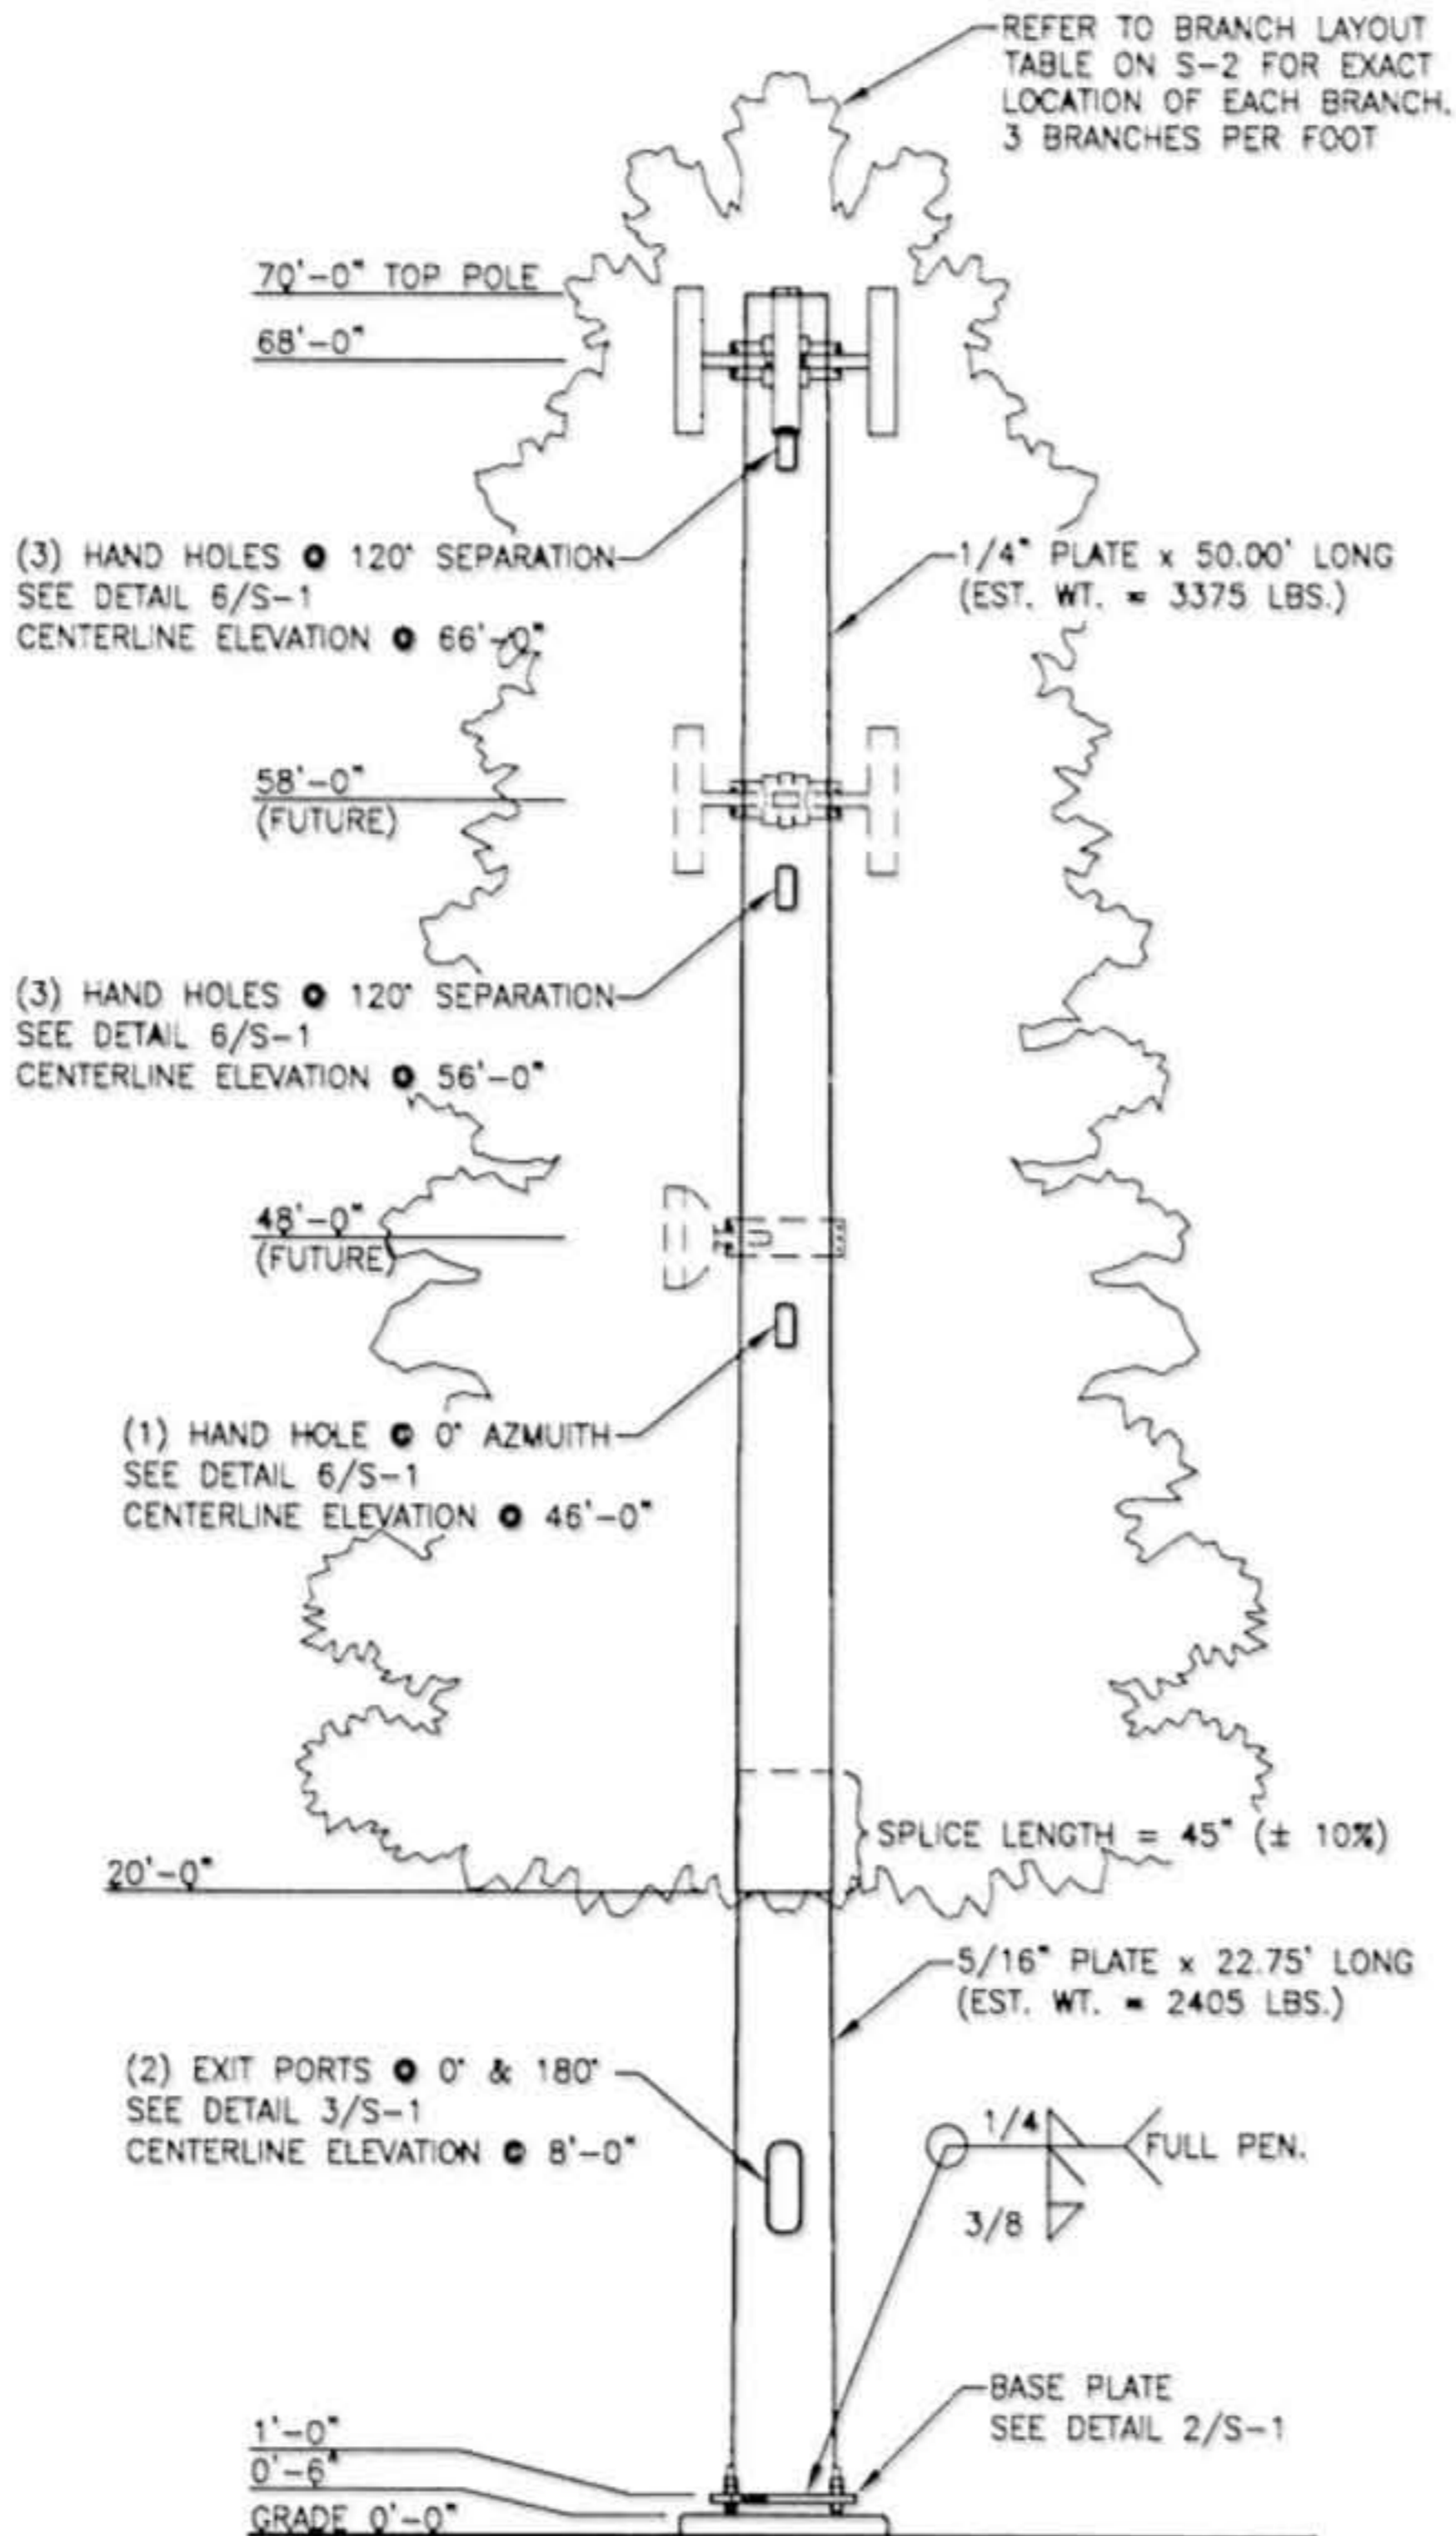 REFER TO BRANCH LAYOUT
TABLE ON S-2 FOR EXACT
LOCATION OF EACH BRANCH.
3 BRANCHES PER FOOT
70'-0" TOP POLE
68'-0"
(3) HAND HOLES @ 120° SEPARATION
SEE DETAIL 6/S-1
CENTERLINE ELEVATION @ 66'-0"
1/4" PLATE x 50.00' LONG
(EST. WT. = 3375 LBS.)
58'-0"
(FUTURE)
(3) HAND HOLES @ 120° SEPARATION
SEE DETAIL 6/S-1
CENTERLINE ELEVATION @ 56'-0"
48'-0"
(FUTURE)
(1) HAND HOLE @ 0° AZMUITH
SEE DETAIL 6/S-1
CENTERLINE ELEVATION @ 46'-0"
SPLICE LENGTH = 45" (± 10%)
20'-0"
5/16" PLATE x 22.75' LONG
(EST. WT. = 2405 LBS.)
(2) EXIT PORTS @ 0° & 180°
SEE DETAIL 3/S-1
CENTERLINE ELEVATION @ 8'-0"
1/4
FULL PEN.
3/8
BASE PLATE
SEE DETAIL 2/S-1
1'-0"
0'-6"
GRADE 0'-0"